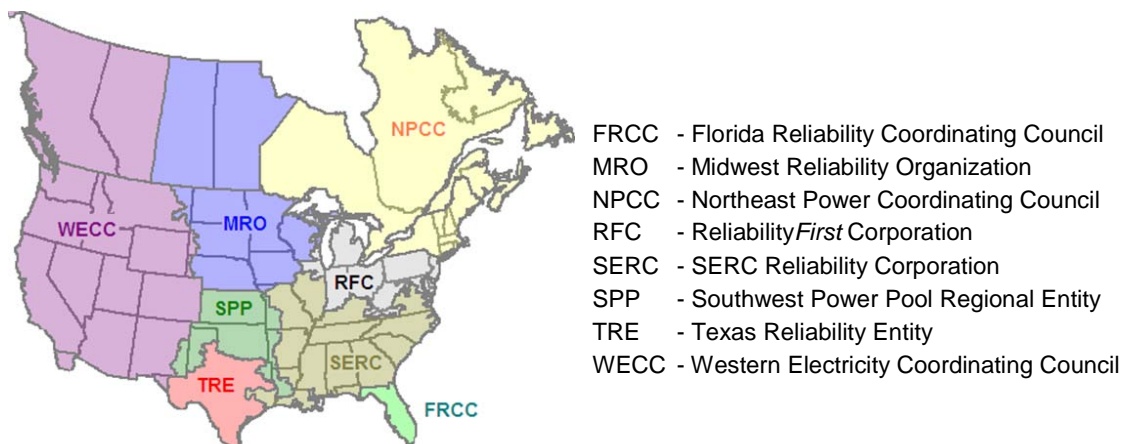 NPCC
WECC
MRO
RFC
SPP
SERC
TRE
FRCC
FRCC - Florida Reliability Coordinating Council
MRO - Midwest Reliability Organization
NPCC - Northeast Power Coordinating Council
RFC - ReliabilityFirst Corporation
SERC - SERC Reliability Corporation
SPP - Southwest Power Pool Regional Entity
TRE - Texas Reliability Entity
WECC - Western Electricity Coordinating Council